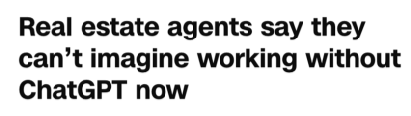 Real estate agents say they
can't imagine working without
ChatGPT now